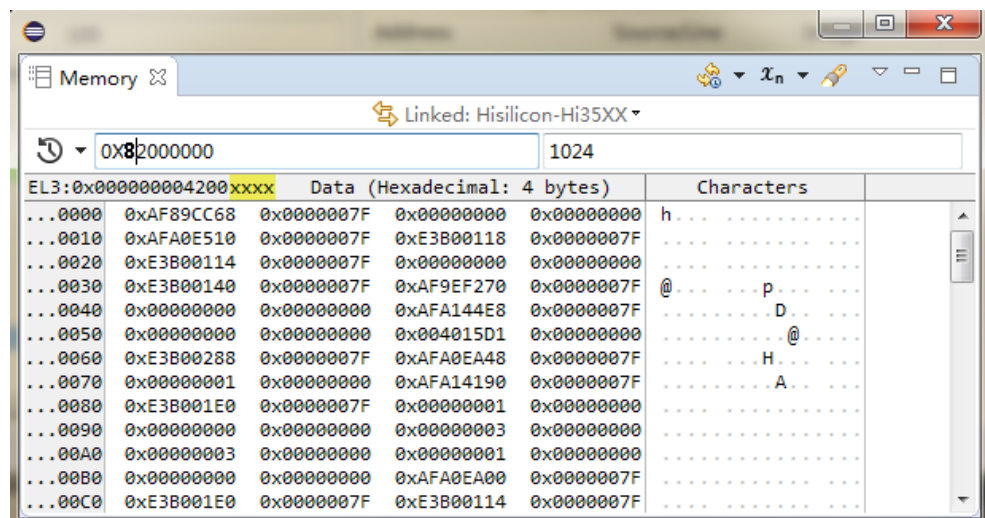 Memory
Linked: Hisilicon-Hi35XX
0X82000000 1024
EL3:0x000000004200xxxx Data (Hexadecimal: 4 bytes) Characters
...0000 0xAF89CC68 0x0000007F 0x00000000 0x00000000 h... .... .... ...
...0010 0xAFA0E510 0x0000007F 0xE3B00118 0x0000007F .... .... .... ...
...0020 0xE3B00114 0x0000007F 0x00000000 0x00000000 .... .... .... ...
...0030 0xE3B00140 0x0000007F 0xAF9EF270 0x0000007F @... ...p... ...
...0040 0x00000000 0x00000000 0xAFA144E8 0x0000007F .........D.. ...
...0050 0x00000000 0x00000000 0x004015D1 0x00000000 ..........@.....
...0060 0xE3B00288 0x0000007F 0xAFA0EA48 0x0000007F .... ...H... ...
...0070 0x00000001 0x00000000 0xAFA14190 0x0000007F .........A.. ...
...0080 0xE3B001E0 0x0000007F 0x00000001 0x00000000 .... ...........
...0090 0x00000000 0x00000000 0x00000003 0x00000000 ................
...00A0 0x00000003 0x00000000 0x00000001 0x00000000 ................
...00B0 0x00000000 0x00000000 0xAFA0EA00 0x0000007F ............ ...
...00C0 0xE3B001E0 0x0000007F 0xE3B00114 0x0000007F .... .... .... ...